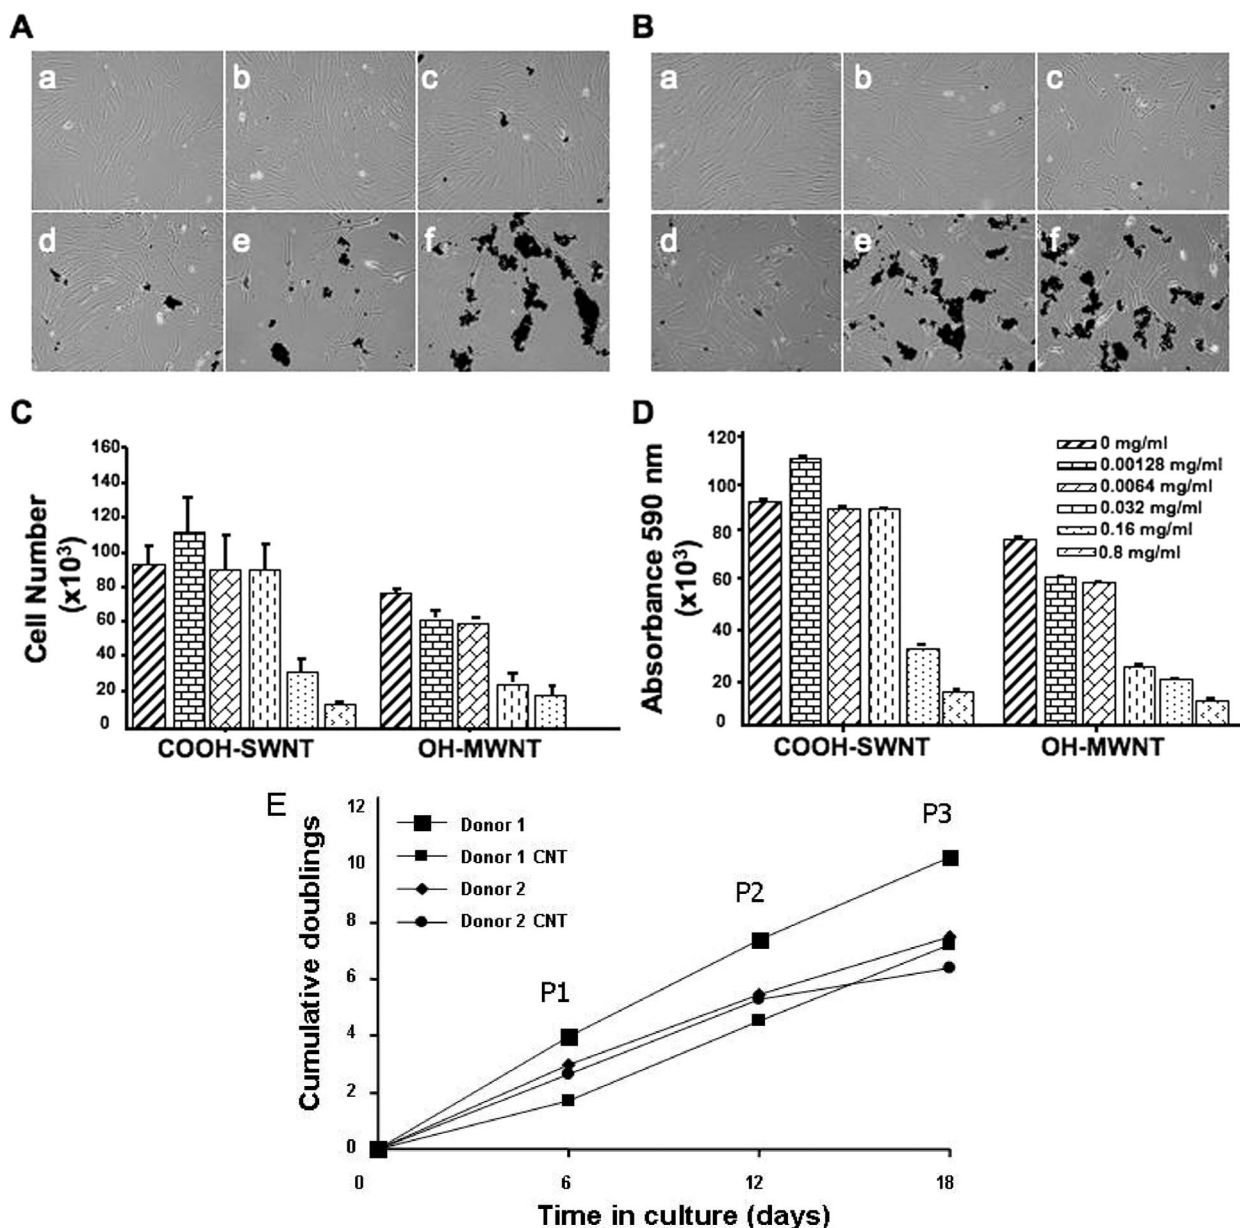 A
B
a
b
c
a
b
c
d
e
f
d
e
f
C
D
160
140
120
100
80
60
40
20
0
Cell Number
(x10³)
COOH-SWNT
OH-MWNT
120
100
80
60
40
20
0
Absorbance 590 nm
(x10³)
0 mg/ml
0.00128 mg/ml
0.0064 mg/ml
0.032 mg/ml
0.16 mg/ml
0.8 mg/ml
COOH-SWNT
OH-MWNT
E
12
10
8
6
4
2
0
Cumulative doublings
Donor 1
Donor 1 CNT
Donor 2
Donor 2 CNT
P1
P2
P3
0
6
12
18
Time in culture (days)